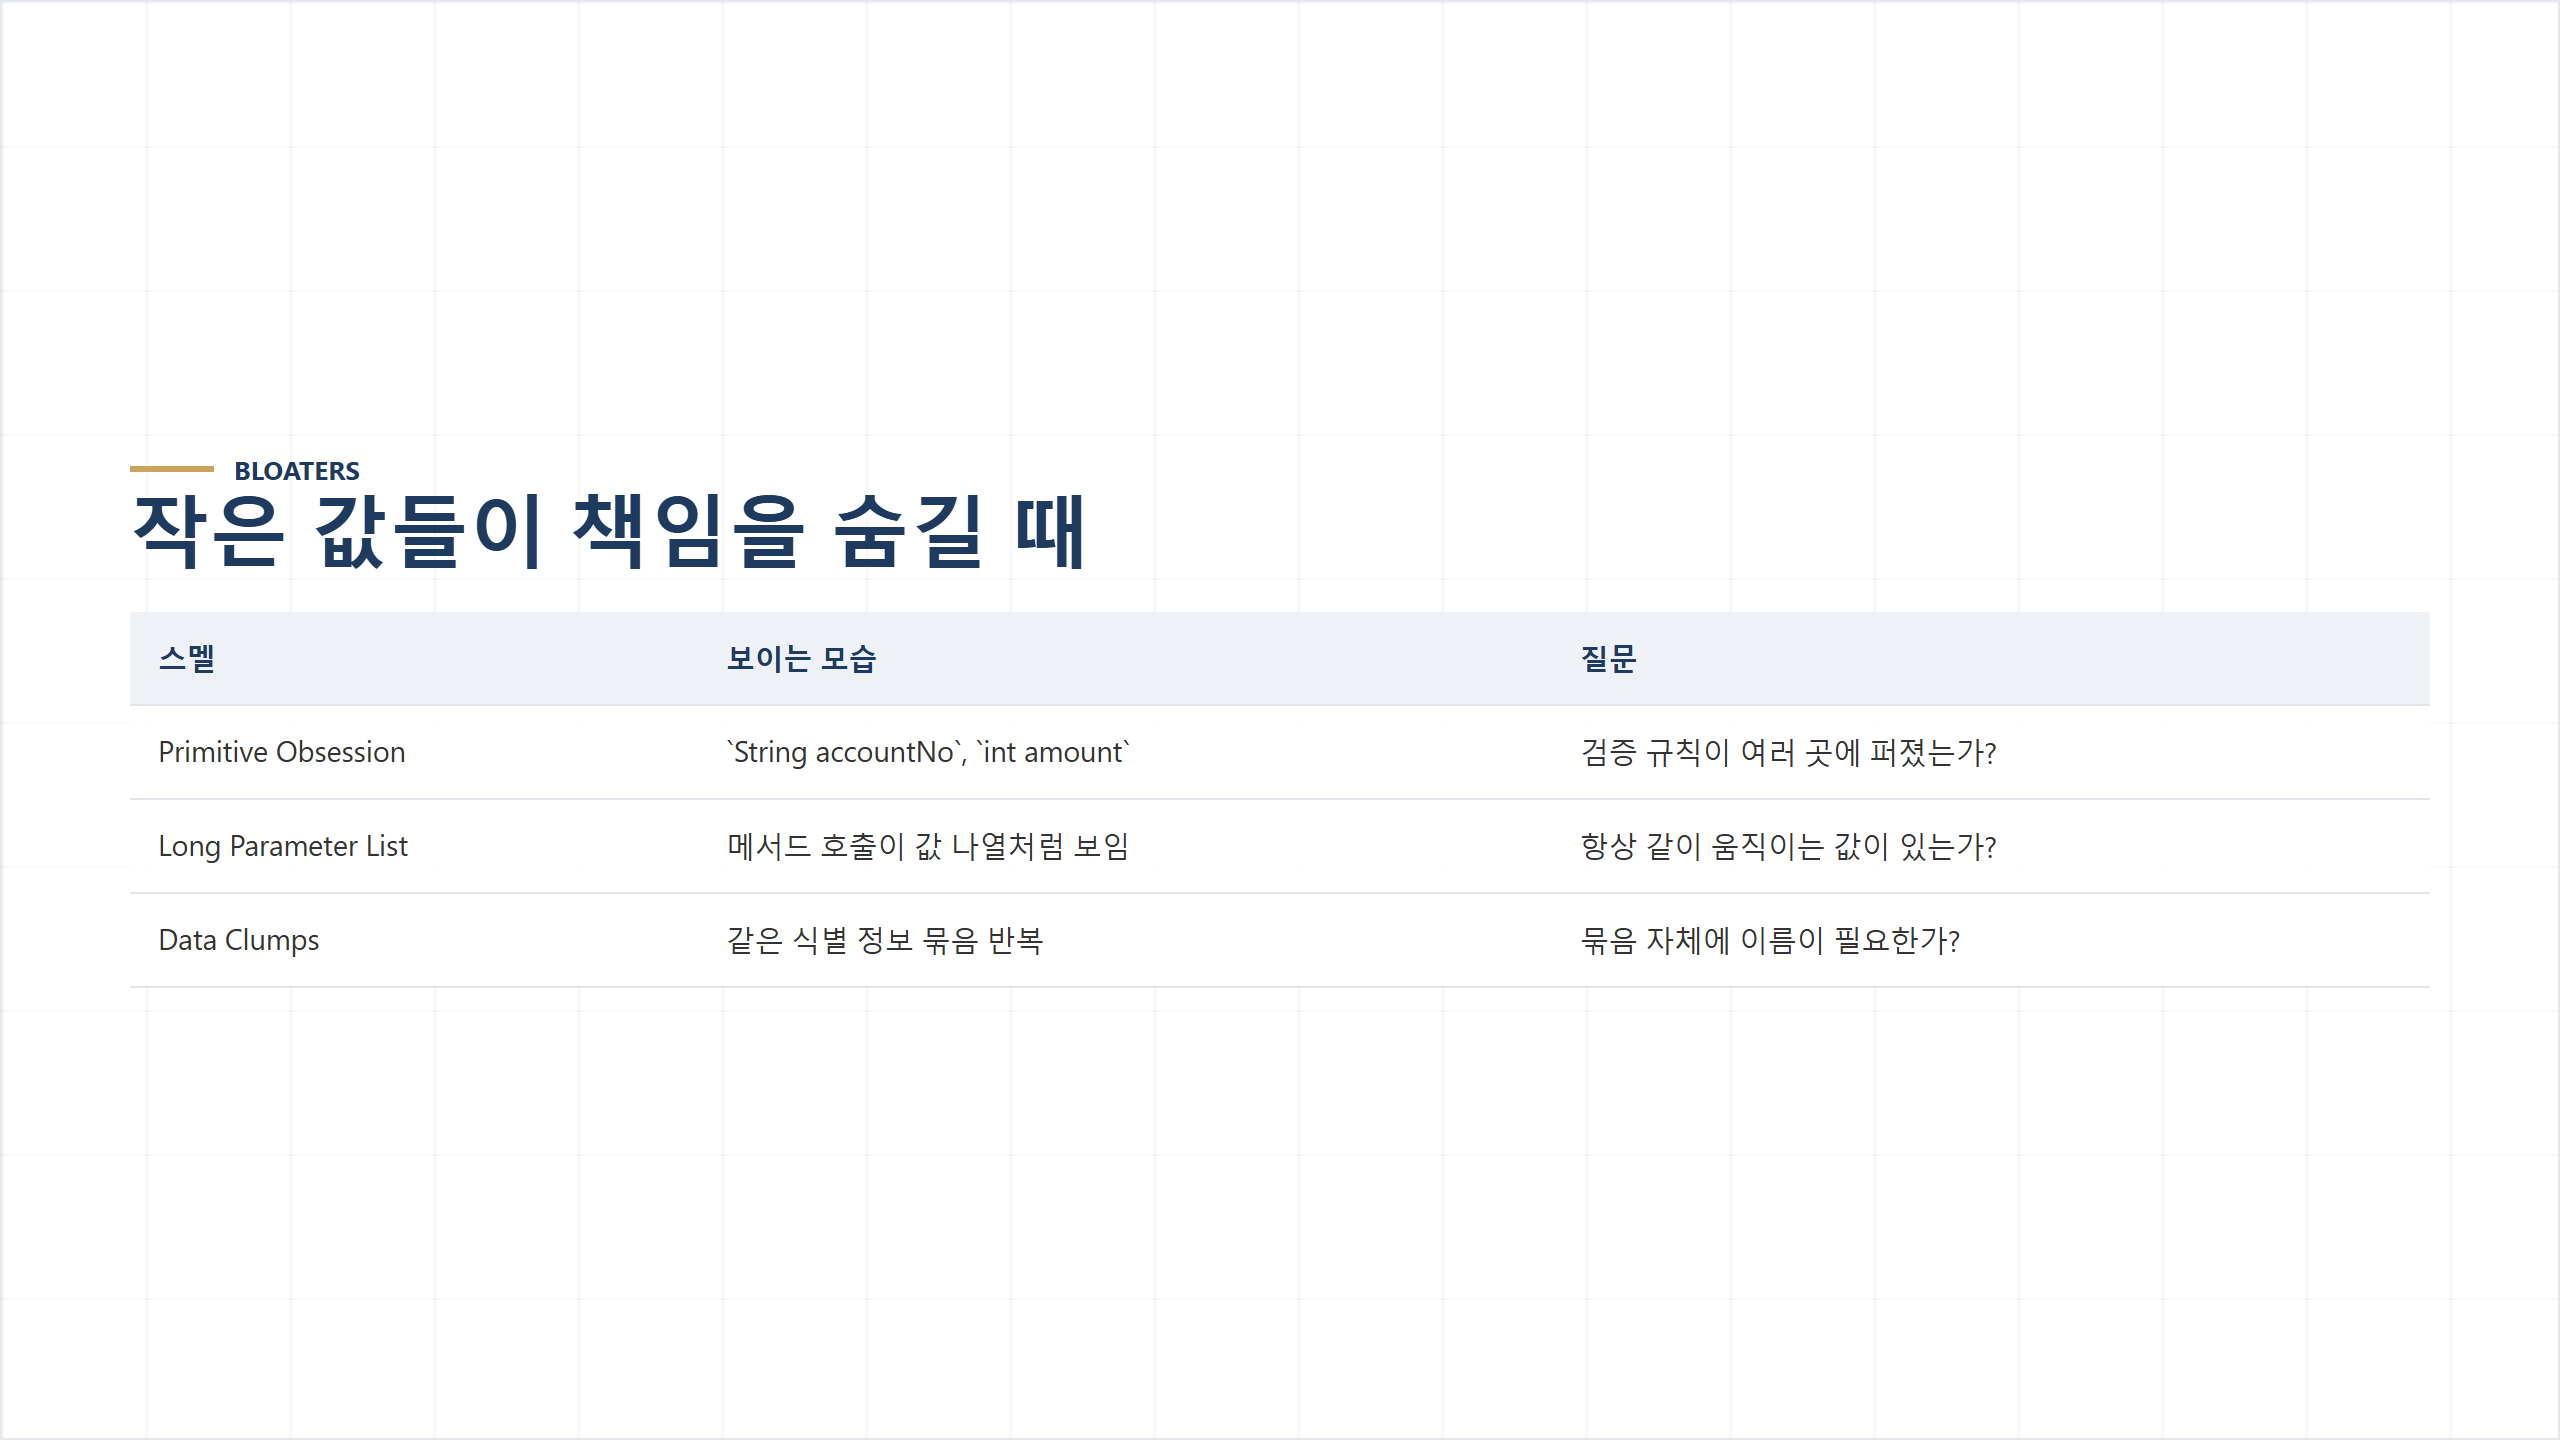 BLOATERS
작은 값들이 책임을 숨길 때
스멜 보이는 모습 질문
Primitive Obsession `String accountNo`, `int amount` 검증 규칙이 여러 곳에 퍼졌는가?
Long Parameter List 메서드 호출이 값 나열처럼 보임 항상 같이 움직이는 값이 있는가?
Data Clumps 같은 식별 정보 묶음 반복 묶음 자체에 이름이 필요한가?